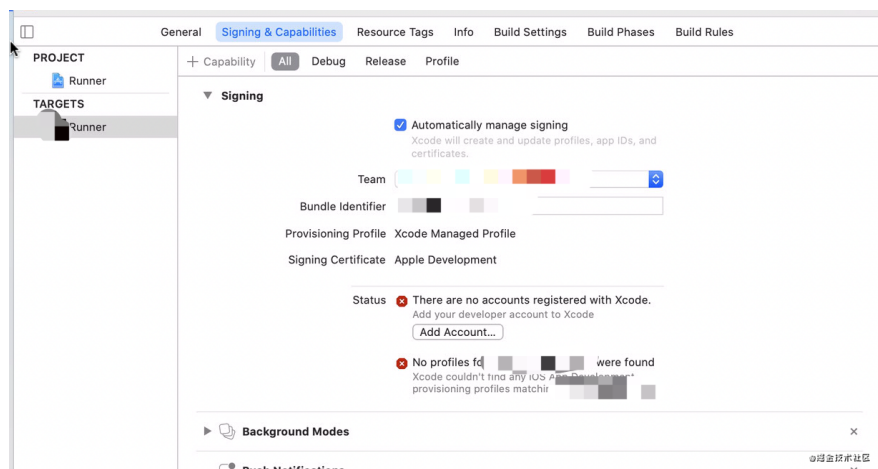 General Signing & Capabilities Resource Tags Info Build Settings Build Phases Build Rules
PROJECT
Runner
TARGETS
Runner
+ Capability All Debug Release Profile
Signing
Automatically manage signing
Xcode will create and update profiles, app IDs, and
certificates.
Team
Bundle Identifier
Provisioning Profile Xcode Managed Profile
Signing Certificate Apple Development
Status There are no accounts registered with Xcode.
Add your developer account to Xcode
Add Account...
No profiles were found
Xcode couldn't find any iOS App Development
provisioning profiles
Background Modes
Push Notifications
@掘金技术社区